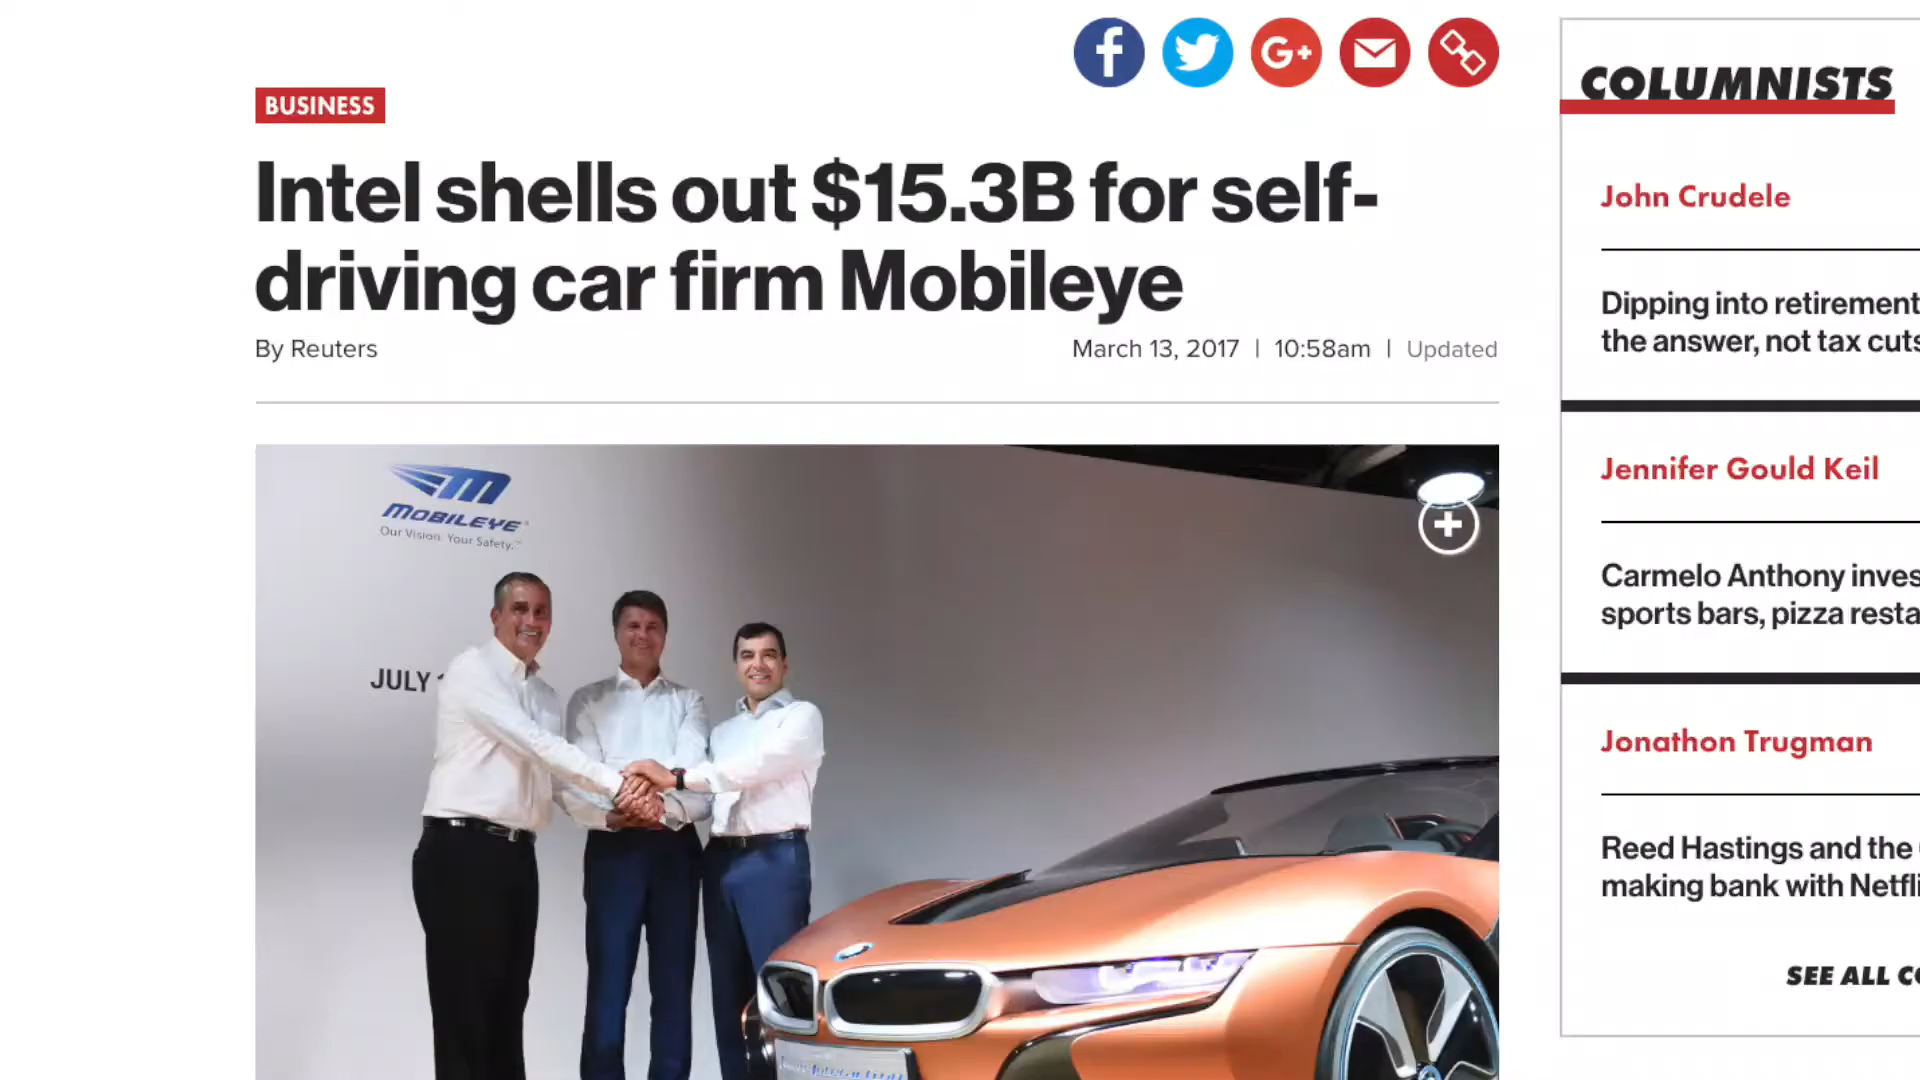 BUSINESS
Intel shells out $15.3B for self-
driving car firm Mobileye
By Reuters
March 13, 2017 | 10:58am | Updated
MOBILEYE
Our Vision. Your Safety.
JULY
COLUMNISTS
John Crudele
Dipping into retirement
the answer, not tax cuts
Jennifer Gould Keil
Carmelo Anthony inves
sports bars, pizza resta
Jonathon Trugman
Reed Hastings and the
making bank with Netfli
SEE ALL CO